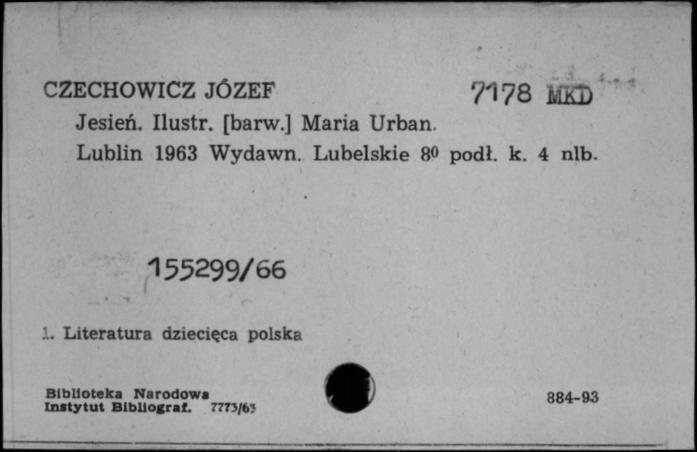 CZECHOWICZ JÓZEF 7178 MKD
Jesień. Ilustr. [barw.] Maria Urban.
Lublin 1963 Wydawn. Lubelskie 8⁰ podł. k. 4 nlb.
155299/66
1. Literatura dziecięca polska
Biblioteka Narodowa
Instytut Bibliograf. 7773/63
884-93